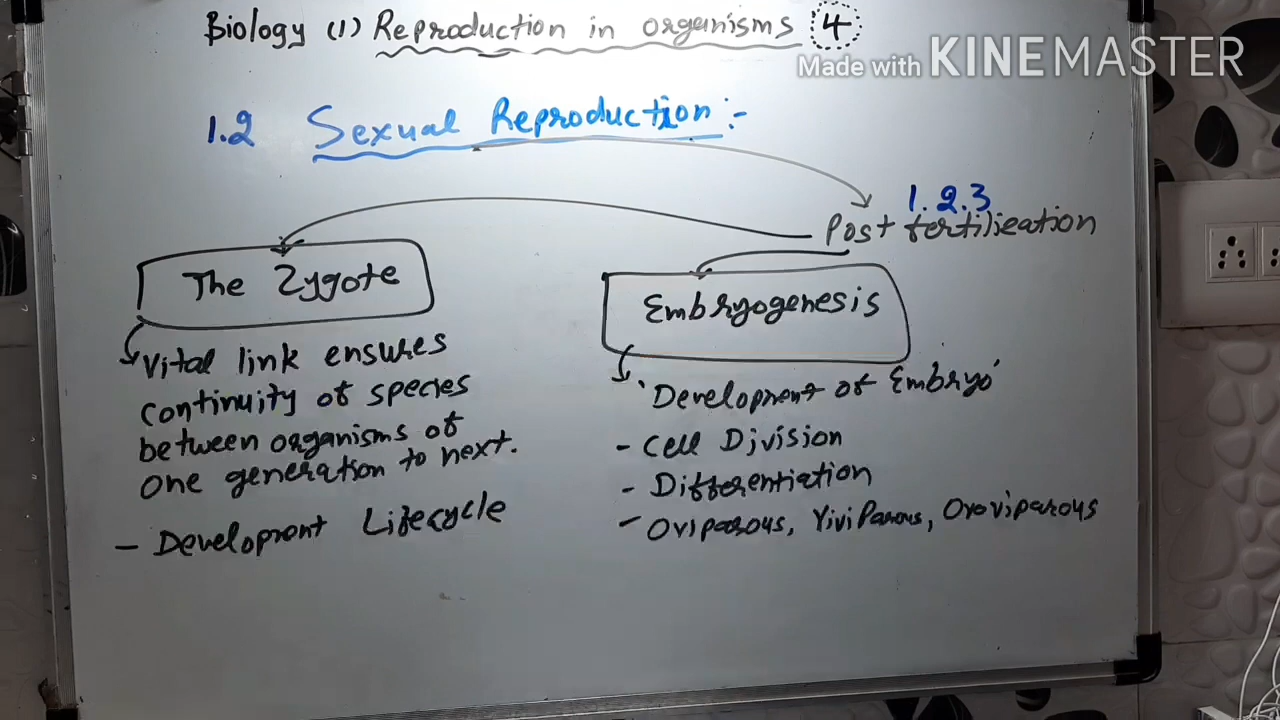 Biology (1) Reproduction in organisms 4
Made with KINEMASTER
1.2 Sexual Reproduction :-
1.2.3
Post fertilization
The Zygote
Vital link ensures
continuity of species
between organisms of
one generation to next.
- Development Lifecycle
Embryogenesis
'Development of Embryo'
- Cell Division
- Differentiation
- Oviparous, Viviparous, Ovoviparous